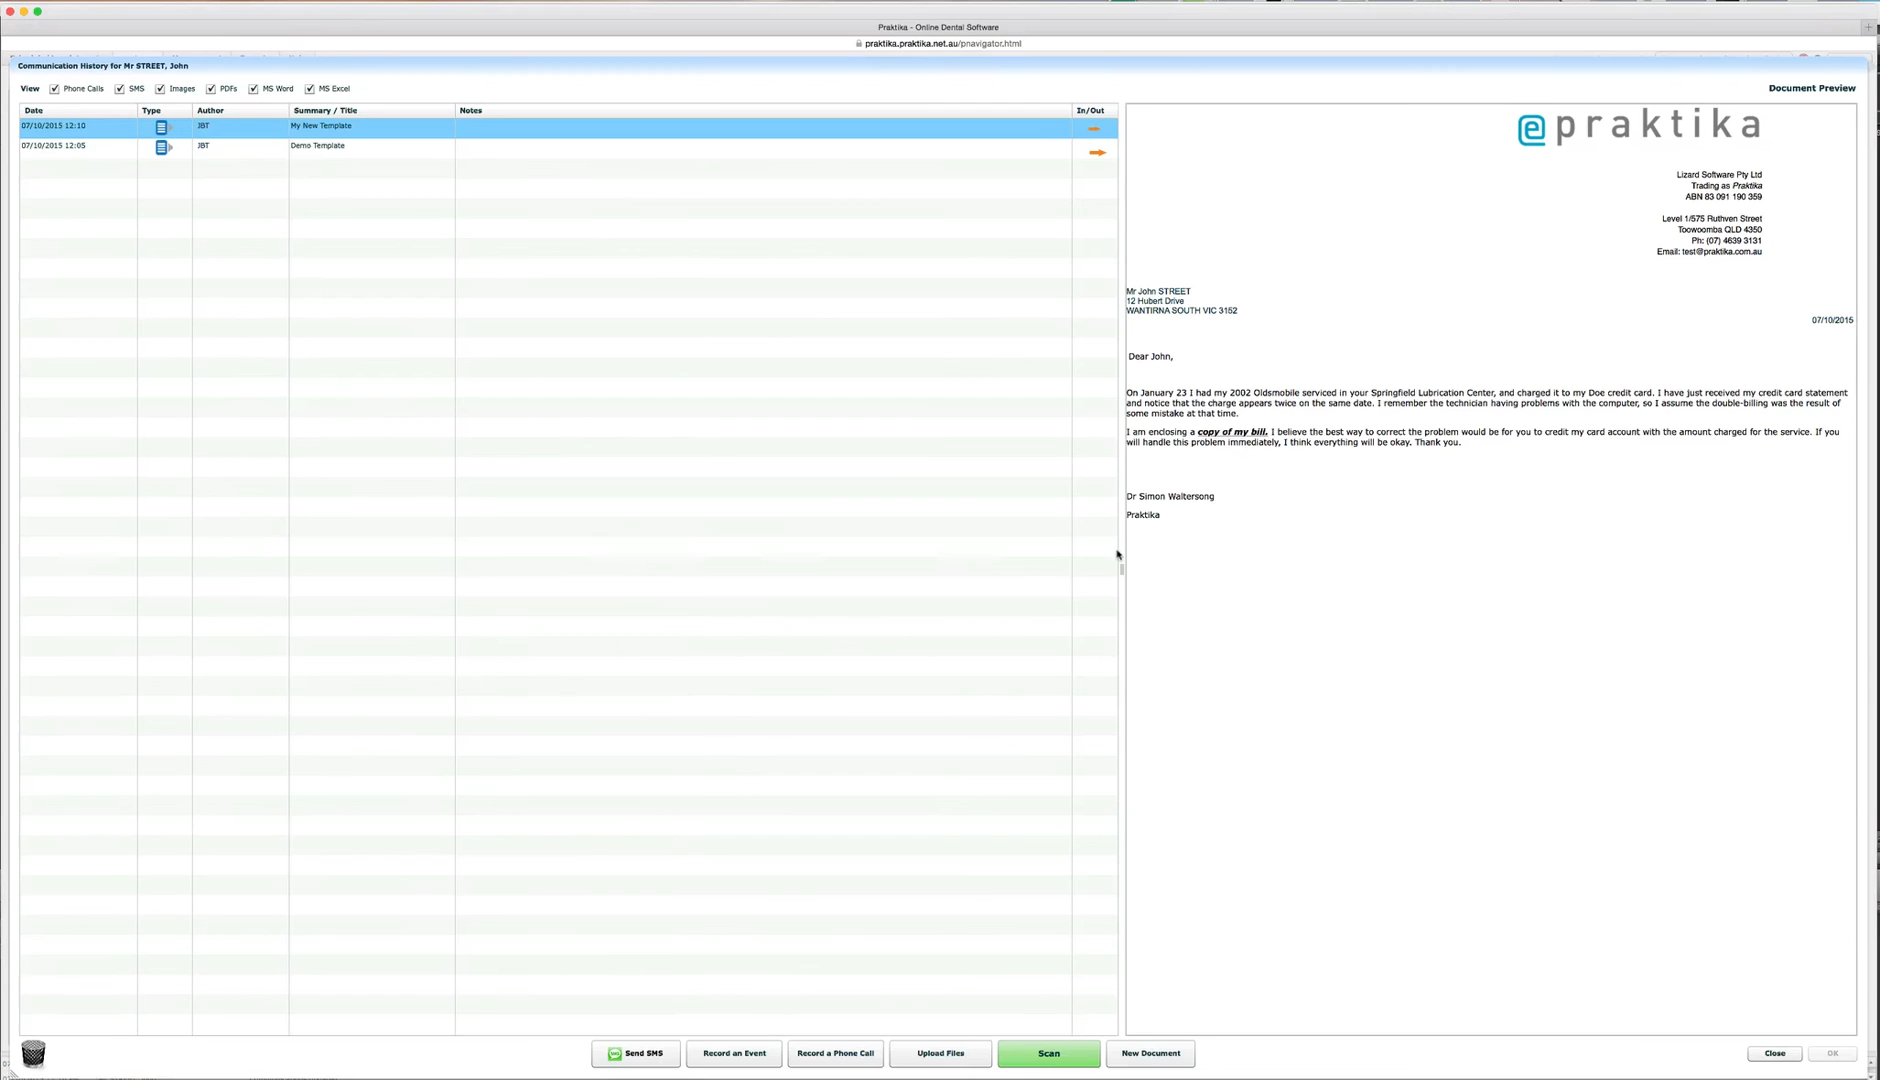 Praktika - Online Dental Software
praktika.praktika.net.au/pnavigator.html
Communication History for Mr STREET, John
View Phone Calls SMS Images PDFs MS Word MS Excel
Document Preview
Date Type Author Summary / Title Notes In/Out
07/10/2015 12:10 JBT My New Template
07/10/2015 12:05 JBT Demo Template
praktika
Lizard Software Pty Ltd
Trading as Praktika
ABN 83 091 190 359
Level 1/575 Ruthven Street
Toowoomba QLD 4350
Ph: (07) 4639 3131
Email: test@praktika.com.au
Mr John STREET
12 Hubert Drive
WANTIRNA SOUTH VIC 3152
07/10/2015
Dear John,
On January 23 I had my 2002 Oldsmobile serviced in your Springfield Lubrication Center, and charged it to my Doe credit card. I have just received my credit card statement
and notice that the charge appears twice on the same date. I remember the technician having problems with the computer, so I assume the double-billing was the result of
some mistake at that time.
I am enclosing a copy of my bill. I believe the best way to correct the problem would be for you to credit my card account with the amount charged for the service. If you
will handle this problem immediately, I think everything will be okay. Thank you.
Dr Simon Waltersong
Praktika
Send SMS Record an Event Record a Phone Call Upload Files Scan New Document Close OK